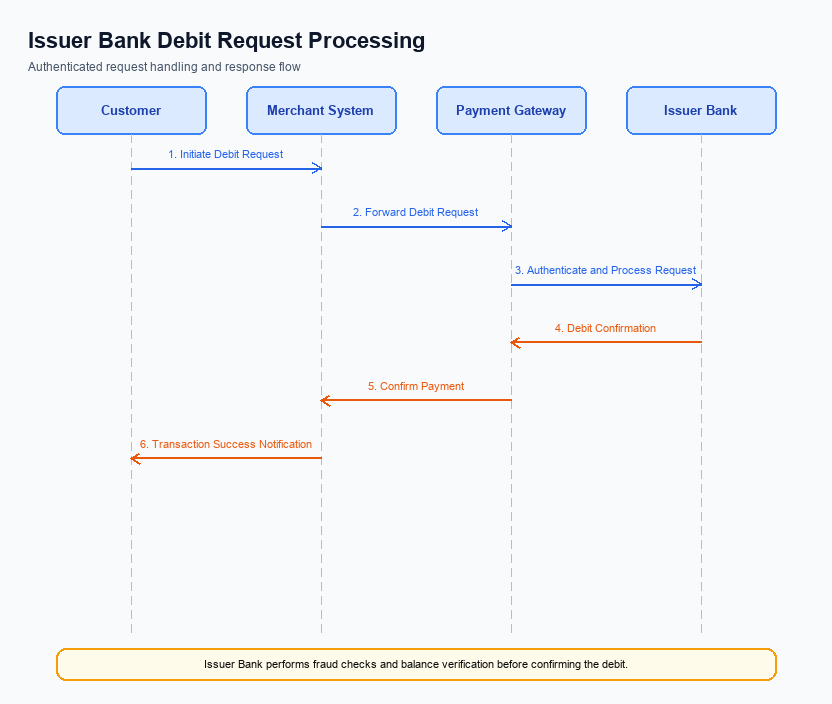 Issuer Bank Debit Request Processing
Authenticated request handling and response flow
Customer
Merchant System
Payment Gateway
Issuer Bank
1. Initiate Debit Request
2. Forward Debit Request
3. Authenticate and Process Request
4. Debit Confirmation
5. Confirm Payment
6. Transaction Success Notification
Issuer Bank performs fraud checks and balance verification before confirming the debit.